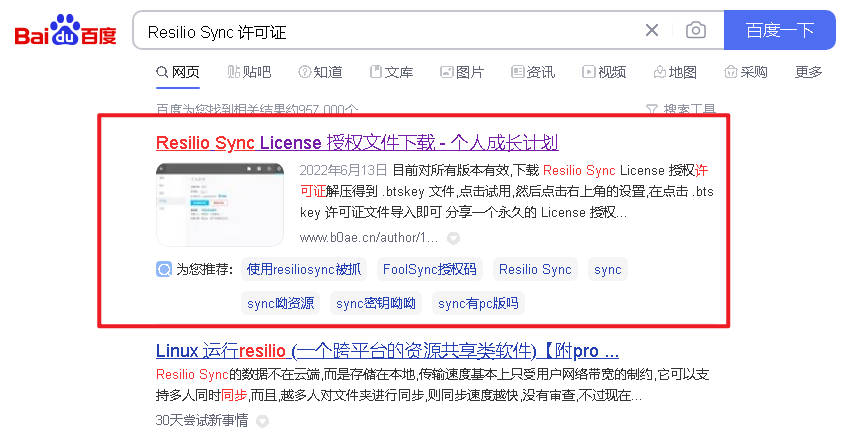 Bai du 百度 Resilio Sync 许可证 百度一下
网页 贴吧 知道 文库 图片 资讯 视频 地图 采购 更多
百度为您找到相关结果约957,000个 搜索工具
Resilio Sync License 授权文件下载 - 个人成长计划
2022年6月13日 目前对所有版本有效,下载 Resilio Sync License 授权许
可证解压得到 .btskey 文件,点击试用,然后点击右上角的设置,在点击 .bts
key 许可证文件导入即可 分享一个永久的 License 授权...
www.b0ae.cn/author/1...
为您推荐: 使用resiliosync被抓 FoolSync授权码 Resilio Sync sync
sync呦资源 sync密钥呦呦 sync有pc版吗
Linux 运行resilio (一个跨平台的资源共享类软件)【附pro ...
Resilio Sync的数据不在云端,而是存储在本地,传输速度基本上只受用户网络带宽的制约,它可以支
持多人同时同步,而且,越多人对文件夹进行同步,则同步速度越快,没有审查,不过现在...
30天尝试新事情